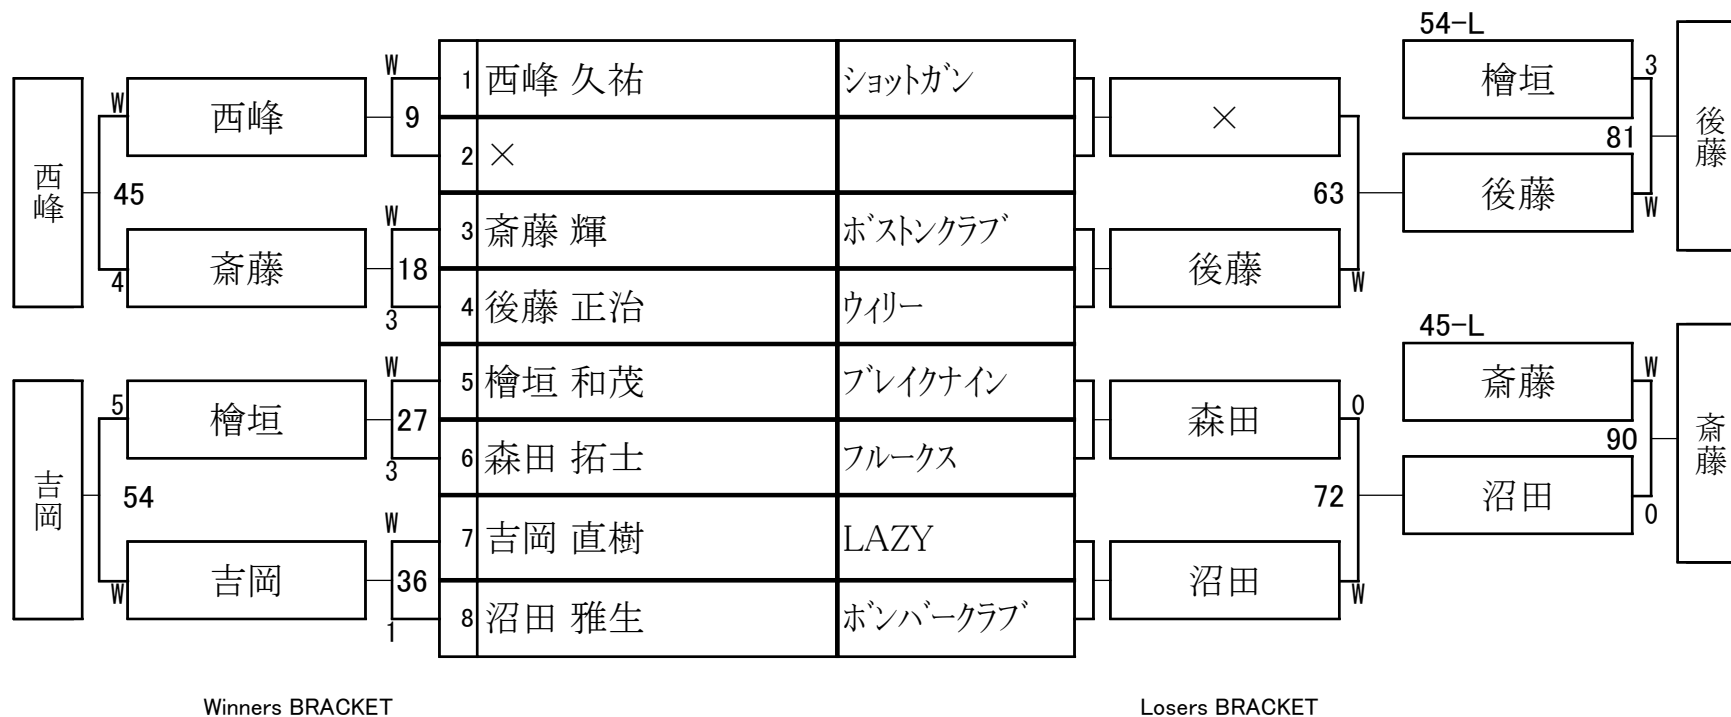 54-L
W
1 西峰 久祐 ショットガン
檜垣 3
西峰 W 西峰 9 × 81 後藤
2 ×
45 63 後藤 W
W
3 斎藤 輝 ボストンクラブ
4 斎藤 18 後藤 W
3 4 後藤 正治 ウィリー
45-L
W
5 檜垣 和茂 ブレイクナイン
斎藤 W
吉岡 5 檜垣 27 森田 0 90 斎藤
3 6 森田 拓士 フルークス
54 72 沼田 0
W
7 吉岡 直樹 LAZY
W 吉岡 36 沼田 W
1 8 沼田 雅生 ボンバークラブ
Winners BRACKET Losers BRACKET